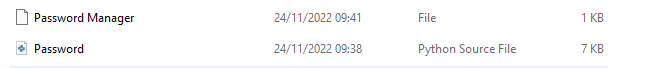 Password Manager 24/11/2022 09:41 File 1 KB
Password 24/11/2022 09:38 Python Source File 7 KB